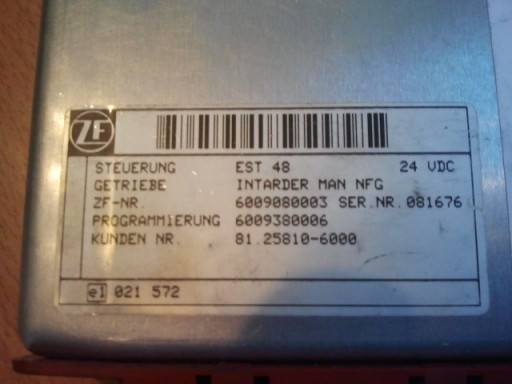 ZF
STEUERUNG EST 48 24 VDC
GETRIEBE INTARDER MAN NFG
ZF-NR. 6009080003 SER.NR.081676
PROGRAMMIERUNG 6009380006
KUNDEN NR. 81.25810-6000
e1 021 572